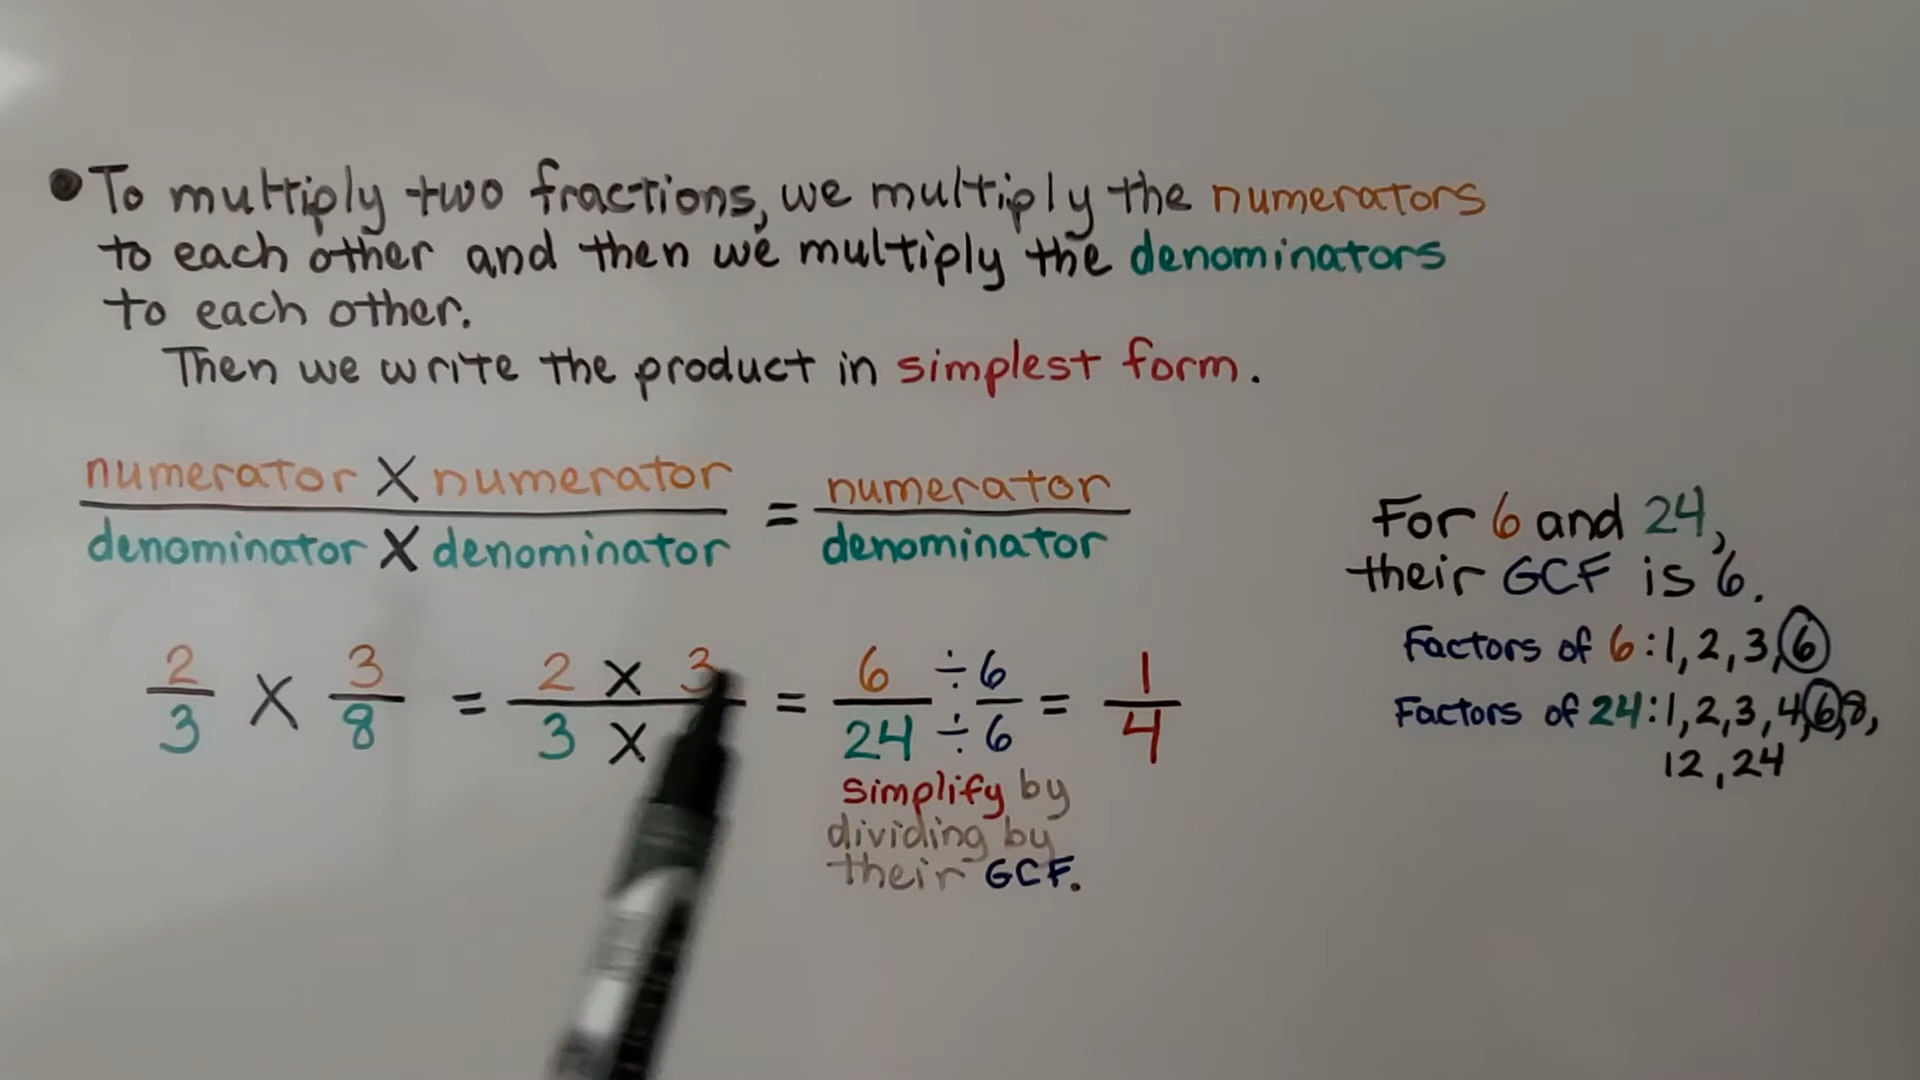 • To multiply two fractions, we multiply the numerators
to each other and then we multiply the denominators
to each other.
Then we write the product in simplest form.
numerator X numerator = numerator
denominator X denominator denominator
For 6 and 24,
their GCF is 6.
Factors of 6: 1, 2, 3, 6
Factors of 24: 1, 2, 3, 4, 6, 8,
12, 24
2/3 X 3/8 = 2 x 3 / 3 x = 6 ÷6 / 24 ÷6 = 1/4
simplify by
dividing by
their GCF.